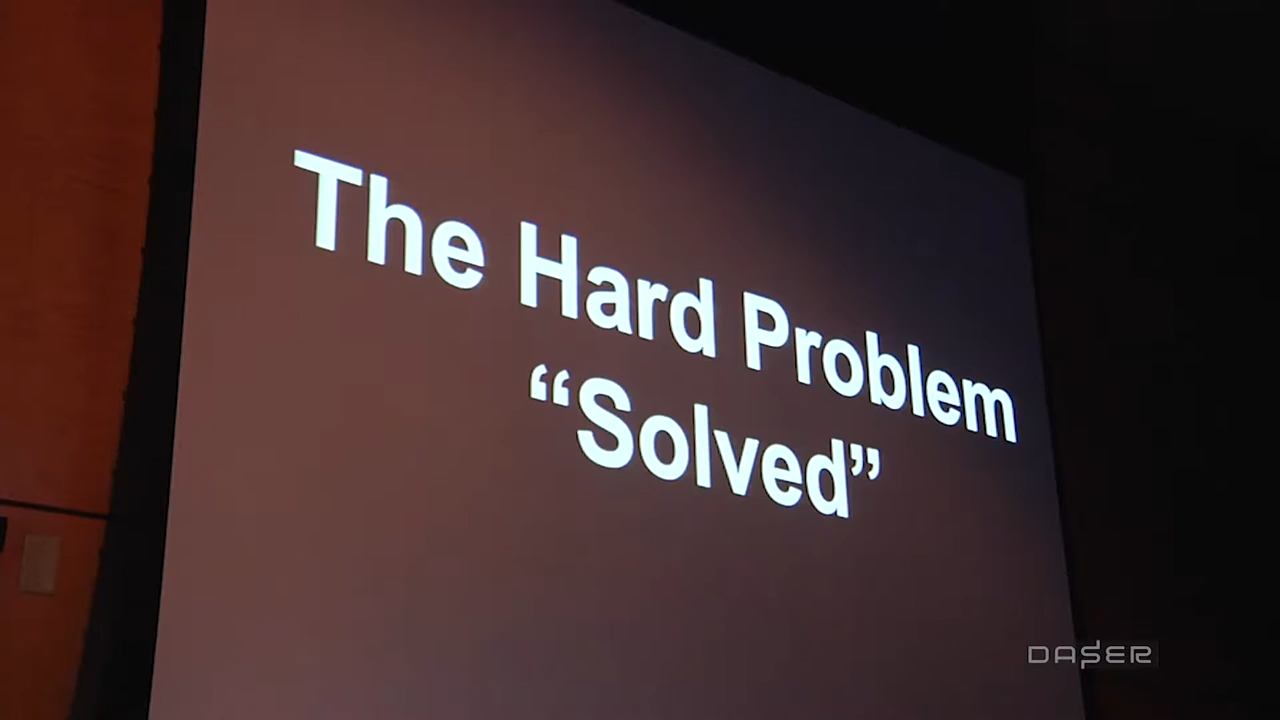 The Hard Problem
“Solved”
DASER